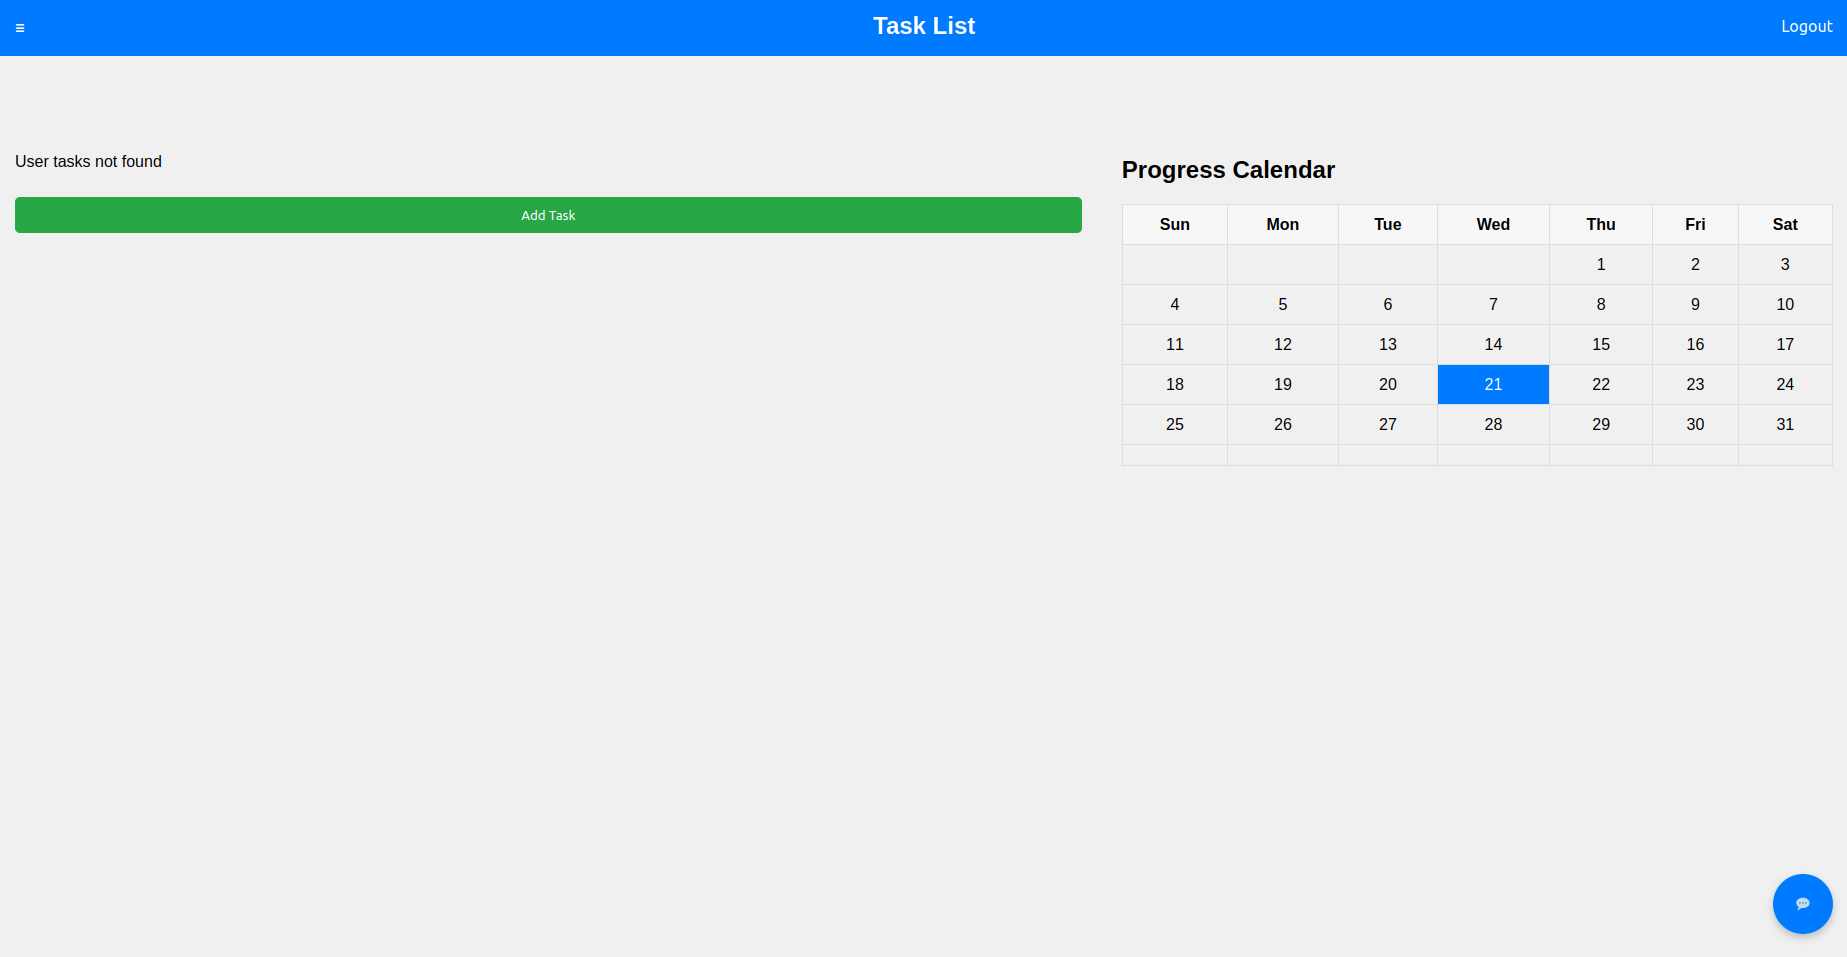 ≡ Task List Logout
User tasks not found
Add Task
Progress Calendar
Sun Mon Tue Wed Thu Fri Sat
1 2 3
4 5 6 7 8 9 10
11 12 13 14 15 16 17
18 19 20 21 22 23 24
25 26 27 28 29 30 31